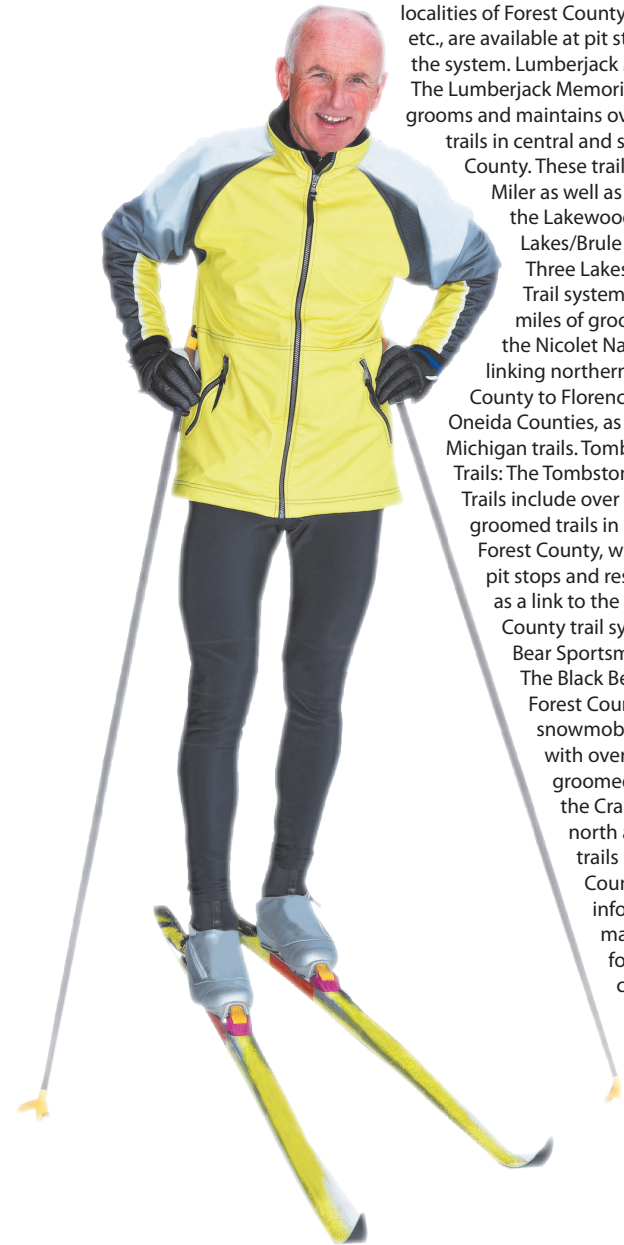 localities of Forest County
etc., are available at pit st
the system. Lumberjack
The Lumberjack Memori
grooms and maintains ov
trails in central and s
County. These trail
Miler as well as
the Lakewood
Lakes/Brule
Three Lakes
Trail system
miles of groo
the Nicolet Na
linking northern
County to Florenc
Oneida Counties, as
Michigan trails. Tomb
Trails: The Tombston
Trails include over
groomed trails in
Forest County, w
pit stops and res
as a link to the
County trail sy
Bear Sportsm
The Black Be
Forest Coun
snowmob
with over
groomed
the Cra
north a
trails
Coun
info
ma
fo
c